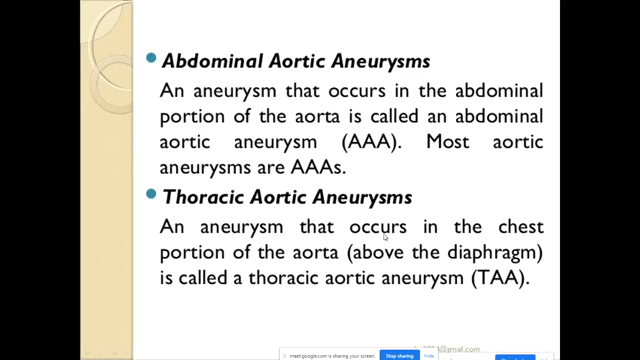 Abdominal Aortic Aneurysms
An aneurysm that occurs in the abdominal
portion of the aorta is called an abdominal
aortic aneurysm (AAA). Most aortic
aneurysms are AAAs.
Thoracic Aortic Aneurysms
An aneurysm that occurs in the chest
portion of the aorta (above the diaphragm)
is called a thoracic aortic aneurysm (TAA).
meet.google.com is sharing your screen.
Stop sharing
Hide